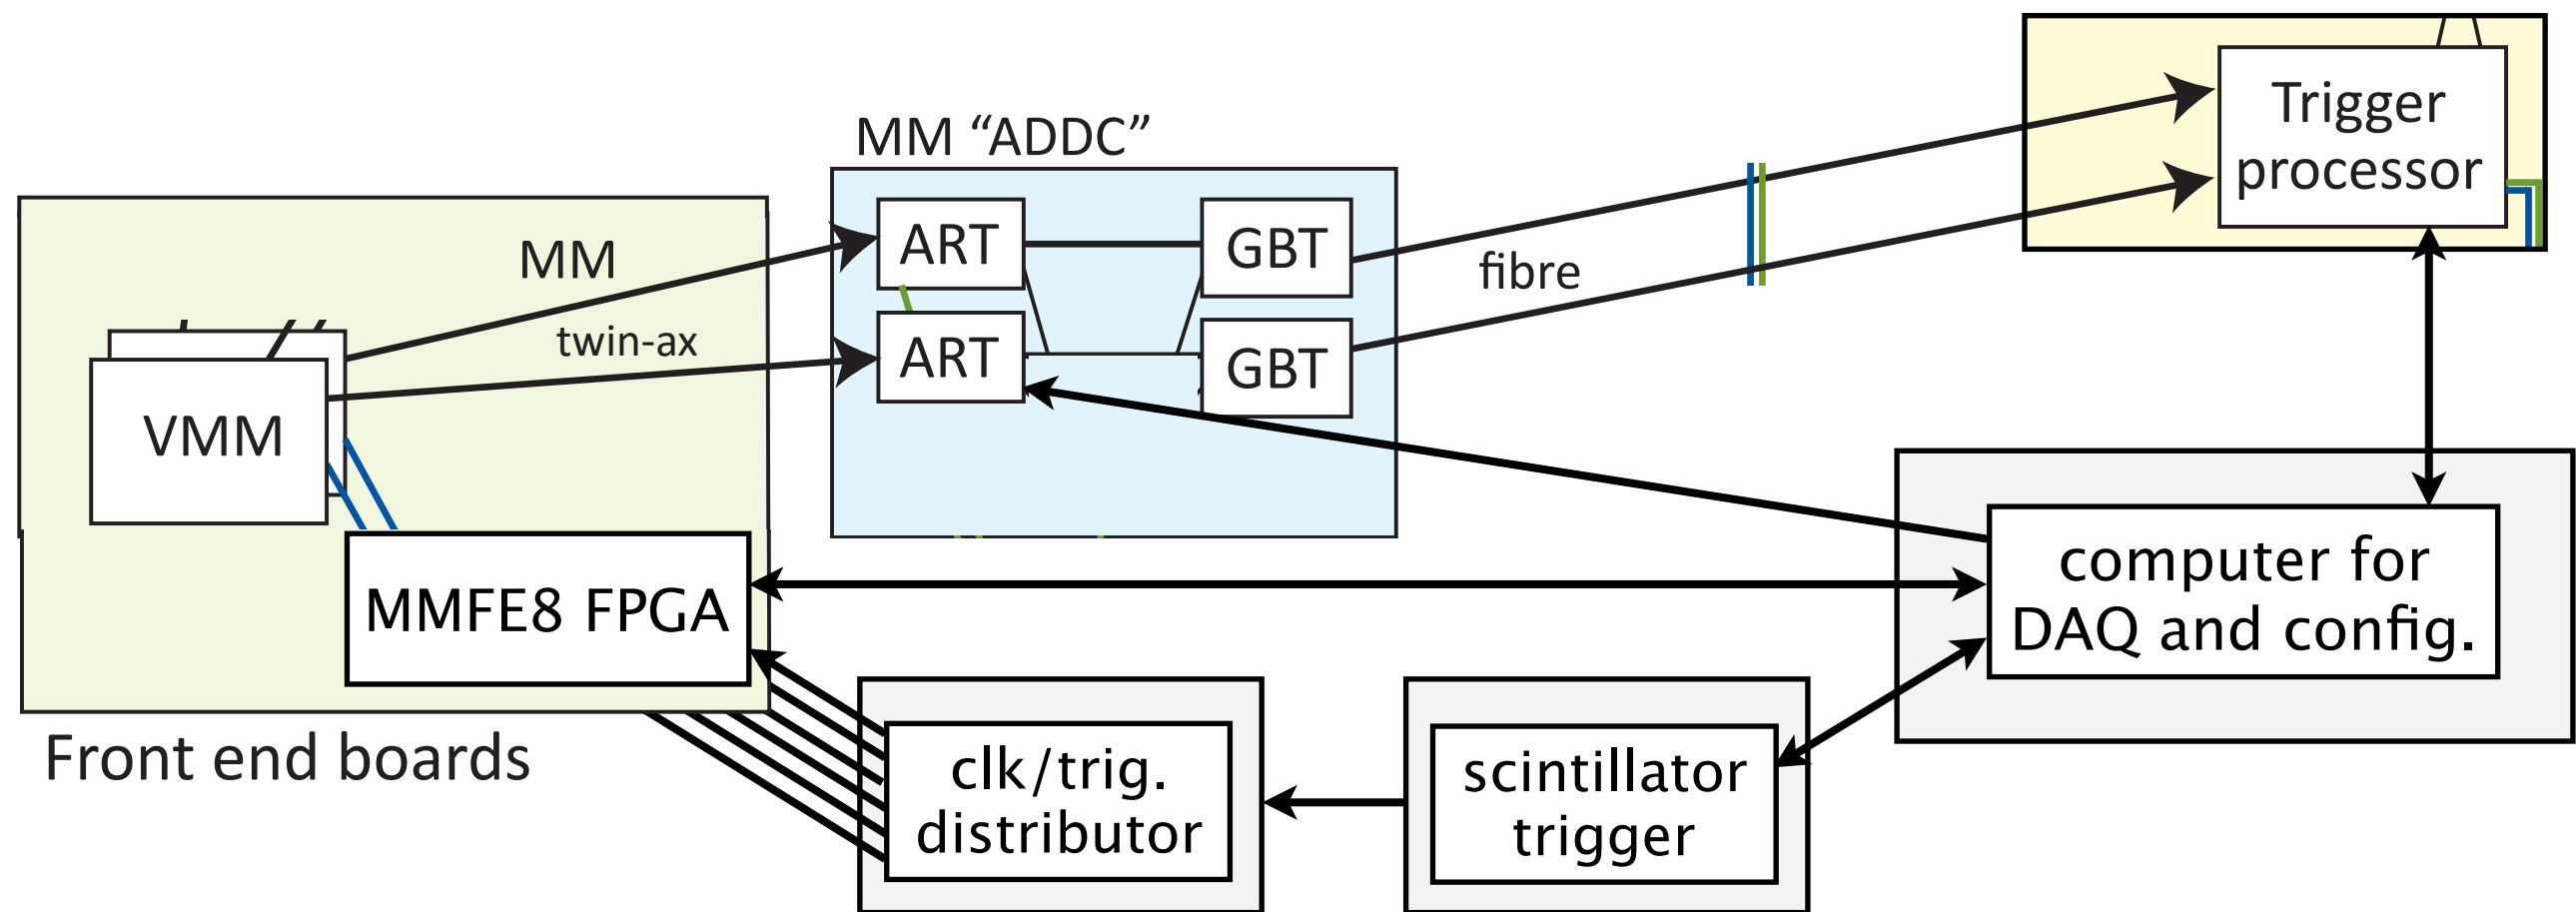 MM "ADDC"
Trigger
processor
MM
ART
GBT
fibre
twin-ax
ART
GBT
VMM
MMFE8 FPGA
computer for
DAQ and config.
Front end boards
clk/trig.
distributor
scintillator
trigger